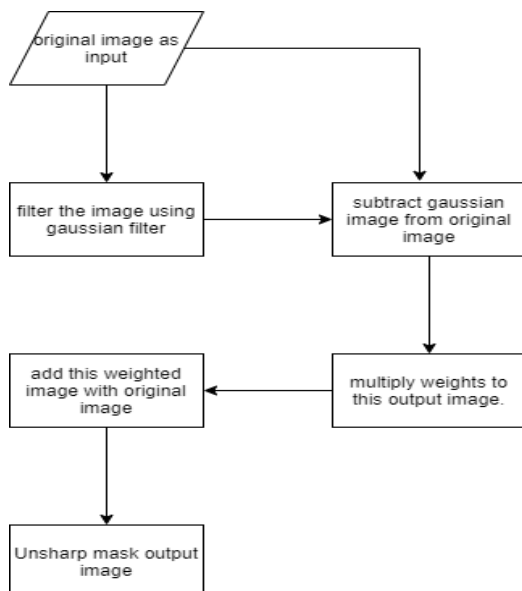 original image as
input
filter the image using
gaussian filter
subtract gaussian
image from original
image
multiply weights to
this output image.
add this weighted
image with original
image
Unsharp mask output
image